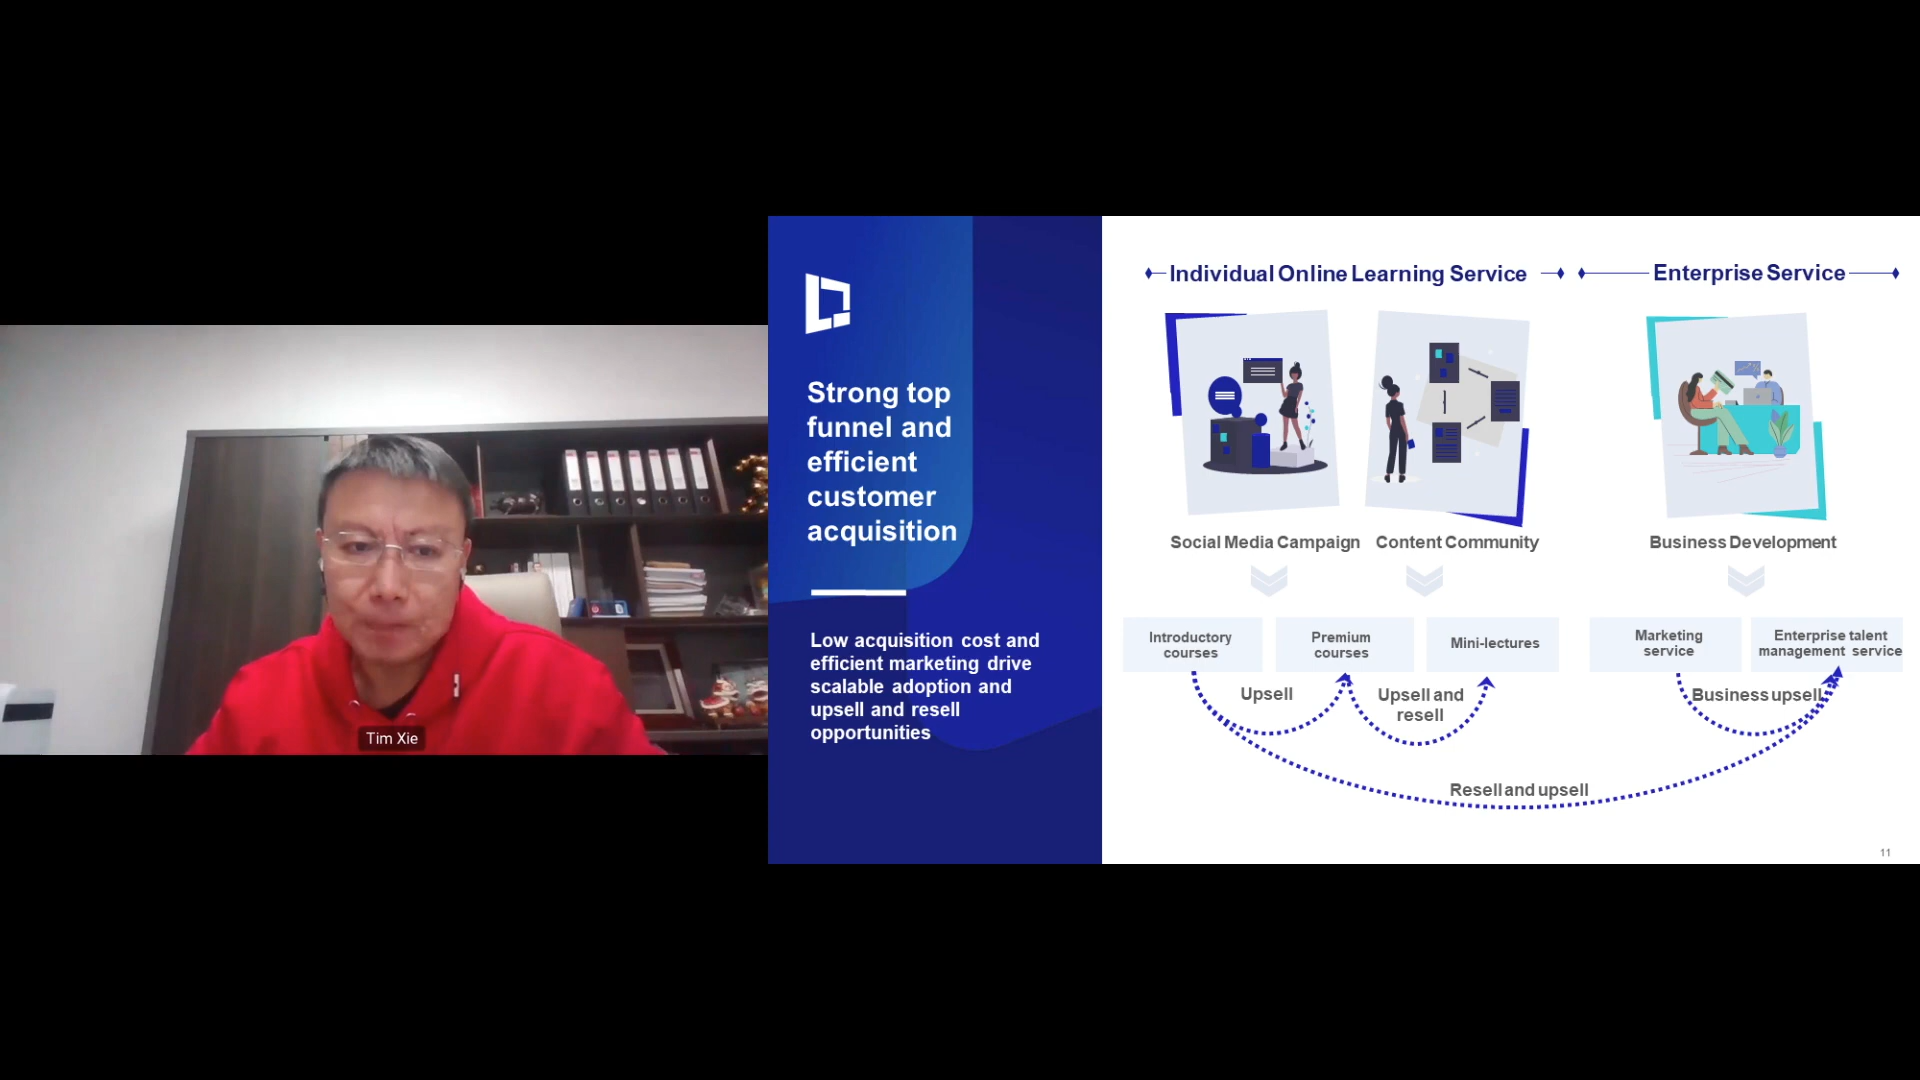 Tim Xie
Strong top
funnel and
efficient
customer
acquisition
Low acquisition cost and
efficient marketing drive
scalable adoption and
upsell and resell
opportunities
Individual Online Learning Service
Enterprise Service
Social Media Campaign
Content Community
Business Development
Introductory
courses
Premium
courses
Mini-lectures
Marketing
service
Enterprise talent
management service
Upsell
Upsell and
resell
Business upsell
Resell and upsell
11